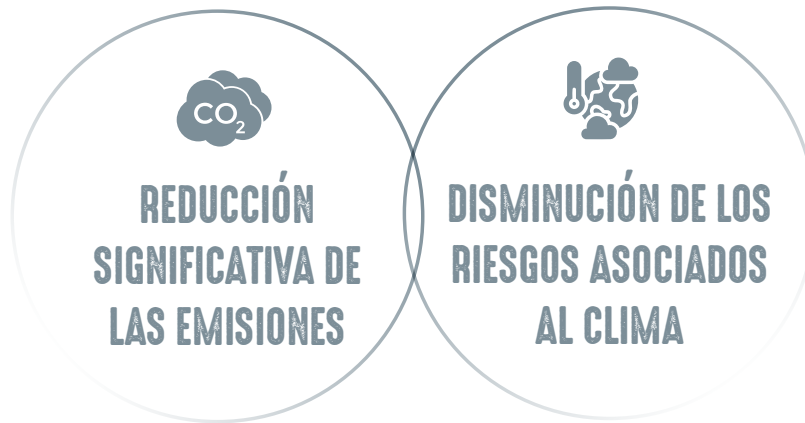 CO₂
REDUCCIÓN
SIGNIFICATIVA DE
LAS EMISIONES
DISMINUCIÓN DE LOS
RIESGOS ASOCIADOS
AL CLIMA